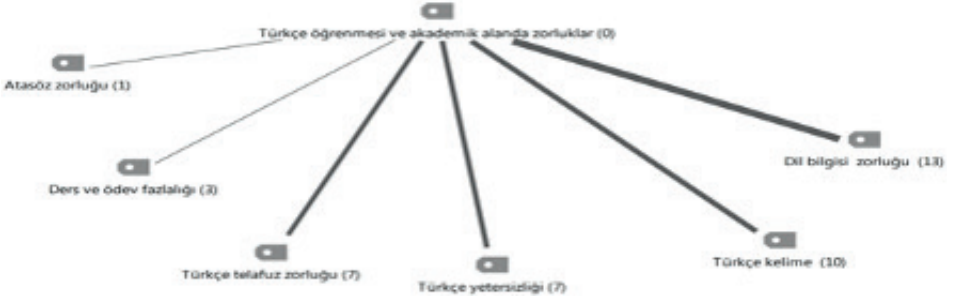 Türkçe öğrenmesi ve akademik alanda zorluklar (0)
Atasöz zorluğu (1)
Dil bilgisi zorluğu (13)
Ders ve ödev fazlalığı (3)
Türkçe kelime (10)
Türkçe telafuz zorluğu (7)
Türkçe yetersizliği (7)